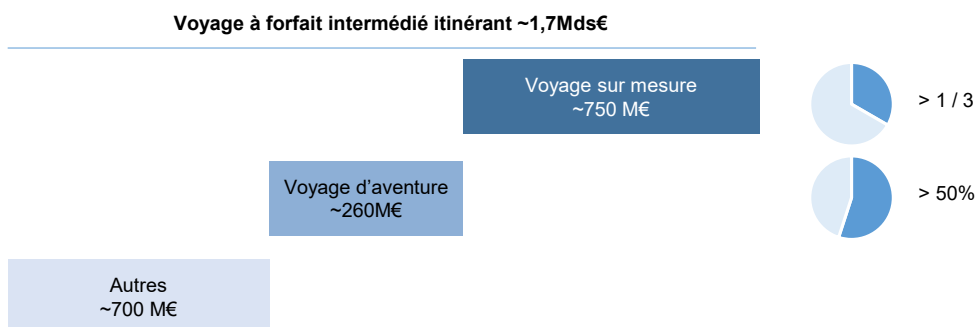 Voyage à forfait intermédié itinérant ~1,7Mds€
Voyage sur mesure
~750 M€
> 1 / 3
Voyage d’aventure
~260M€
> 50%
Autres
~700 M€